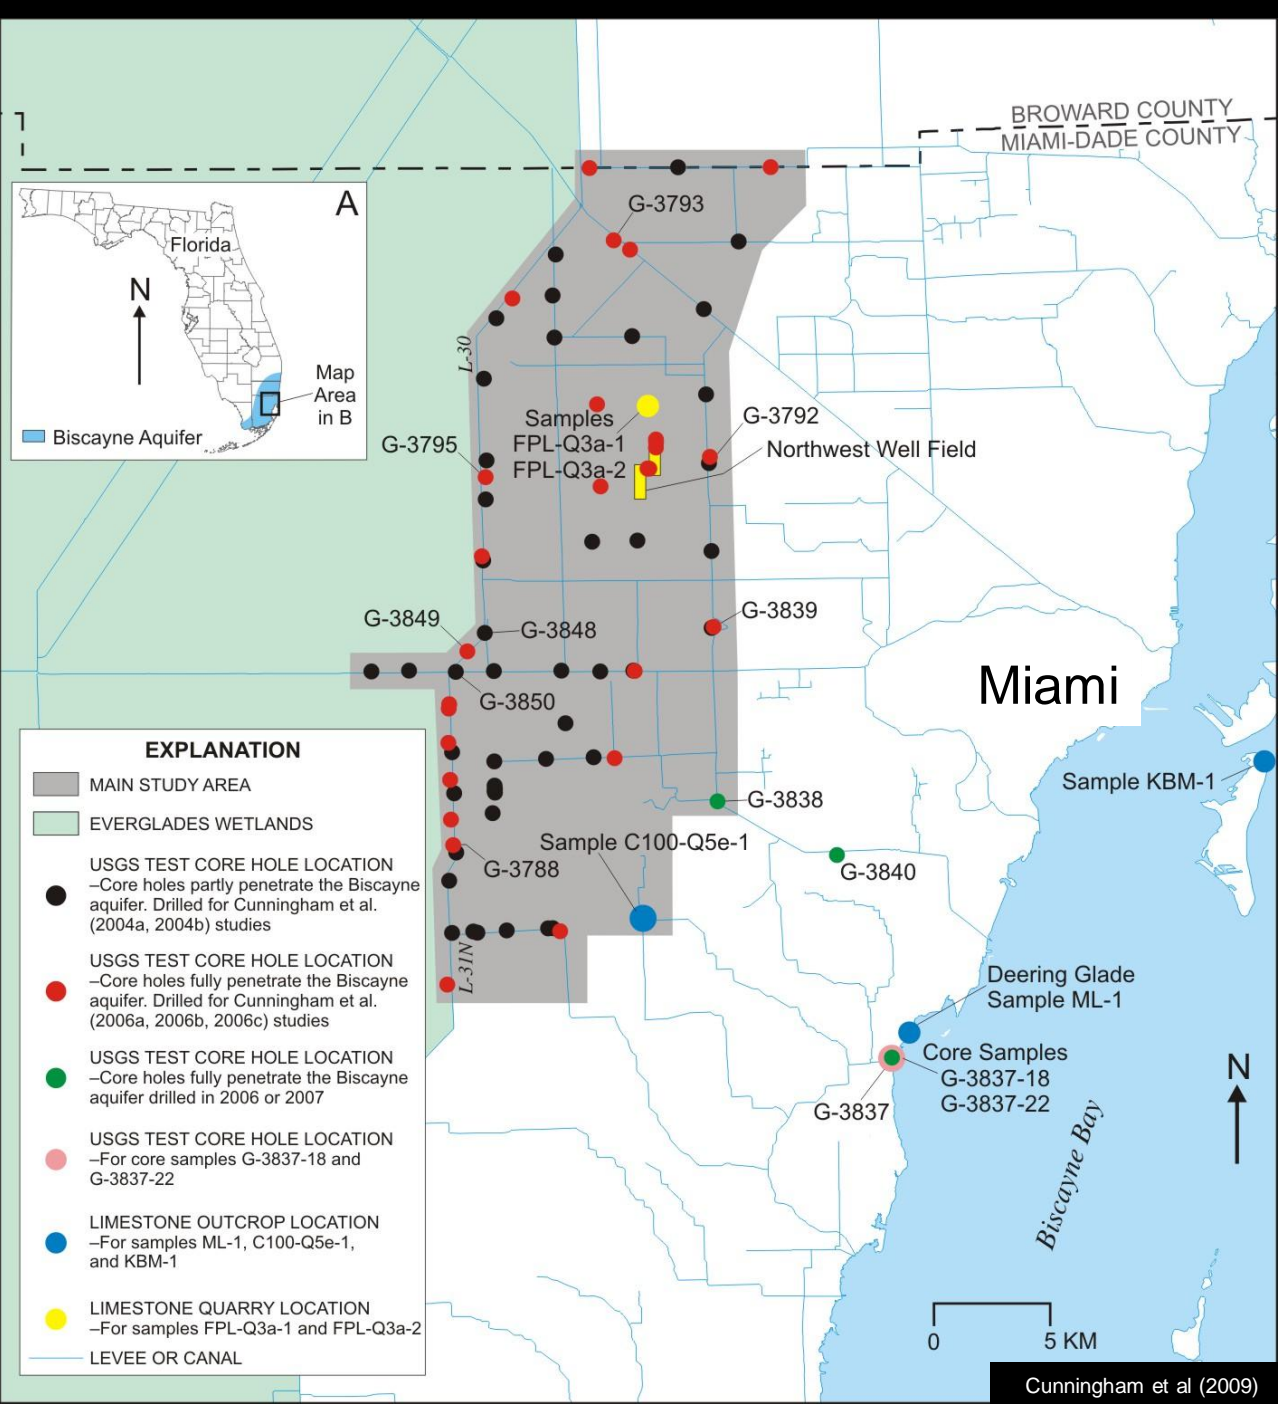 BROWARD COUNTY
MIAMI-DADE COUNTY
A
Florida
N
Map
Area
in B
Biscayne Aquifer
G-3793
L-30
Samples
FPL-Q3a-1
FPL-Q3a-2
G-3792
Northwest Well Field
G-3795
G-3849
G-3848
G-3839
G-3850
Miami
Sample KBM-1
G-3838
Sample C100-Q5e-1
G-3840
G-3788
L-31N
Deering Glade
Sample ML-1
Core Samples
G-3837-18
G-3837-22
G-3837
N
Biscayne Bay
0 5 KM
EXPLANATION
MAIN STUDY AREA
EVERGLADES WETLANDS
USGS TEST CORE HOLE LOCATION
–Core holes partly penetrate the Biscayne
aquifer. Drilled for Cunningham et al.
(2004a, 2004b) studies
USGS TEST CORE HOLE LOCATION
–Core holes fully penetrate the Biscayne
aquifer. Drilled for Cunningham et al.
(2006a, 2006b, 2006c) studies
USGS TEST CORE HOLE LOCATION
–Core holes fully penetrate the Biscayne
aquifer drilled in 2006 or 2007
USGS TEST CORE HOLE LOCATION
–For core samples G-3837-18 and
G-3837-22
LIMESTONE OUTCROP LOCATION
–For samples ML-1, C100-Q5e-1,
and KBM-1
LIMESTONE QUARRY LOCATION
–For samples FPL-Q3a-1 and FPL-Q3a-2
LEVEE OR CANAL
Cunningham et al (2009)